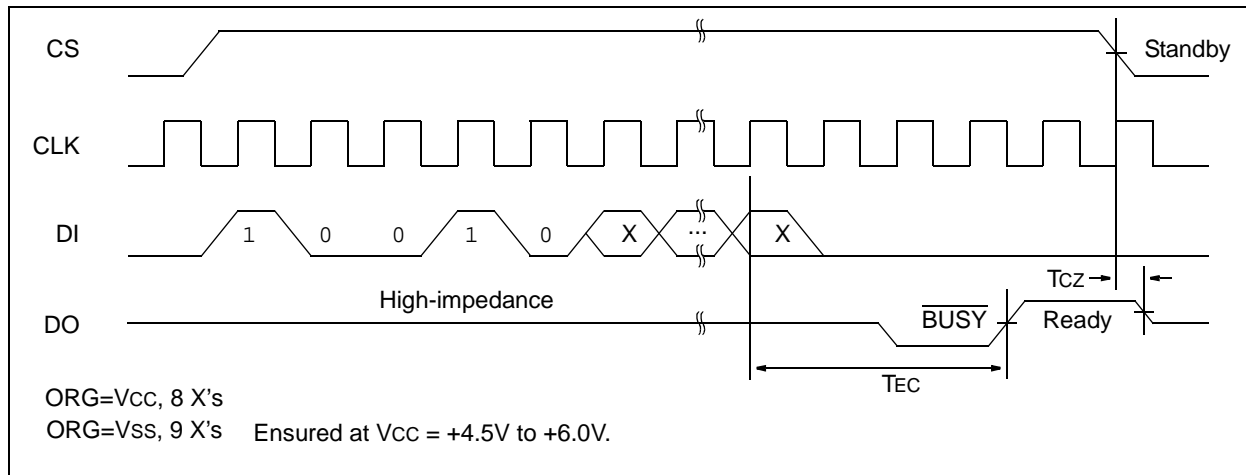 CS
Standby
CLK
DI
1 0 0 1 0 X ... X
TCZ
High-impedance
DO
BUSY
Ready
TEC
ORG=VCC, 8 X's
ORG=VSS, 9 X's
Ensured at VCC = +4.5V to +6.0V.